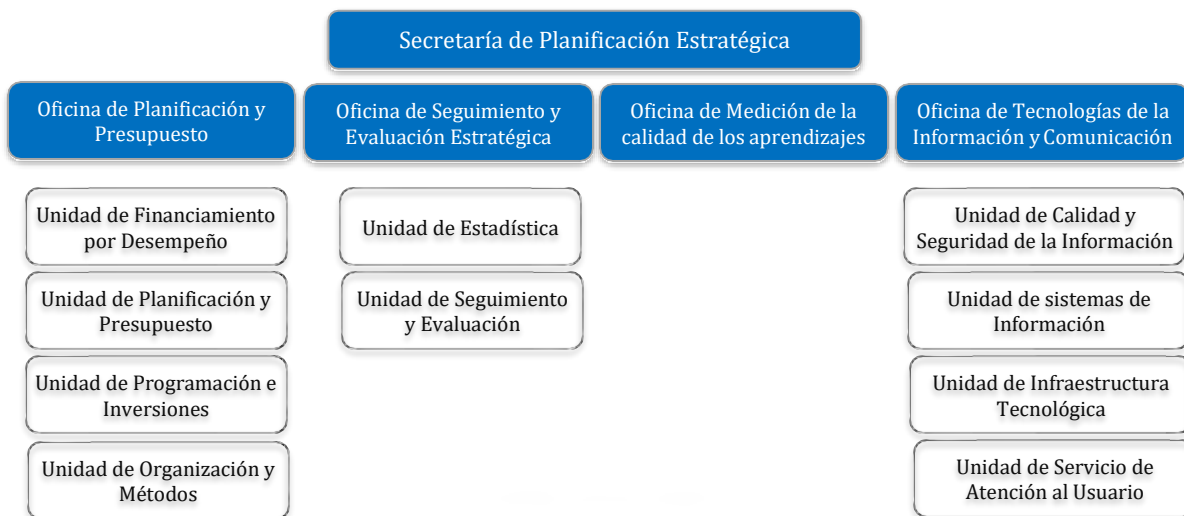 Secretaría de Planificación Estratégica
Oficina de Planificación y
Presupuesto
Oficina de Seguimiento y
Evaluación Estratégica
Oficina de Medición de la
calidad de los aprendizajes
Oficina de Tecnologías de la
Información y Comunicación
Unidad de Financiamiento
por Desempeño
Unidad de Planificación y
Presupuesto
Unidad de Programación e
Inversiones
Unidad de Organización y
Métodos
Unidad de Estadística
Unidad de Seguimiento
y Evaluación
Unidad de Calidad y
Seguridad de la Información
Unidad de sistemas de
Información
Unidad de Infraestructura
Tecnológica
Unidad de Servicio de
Atención al Usuario